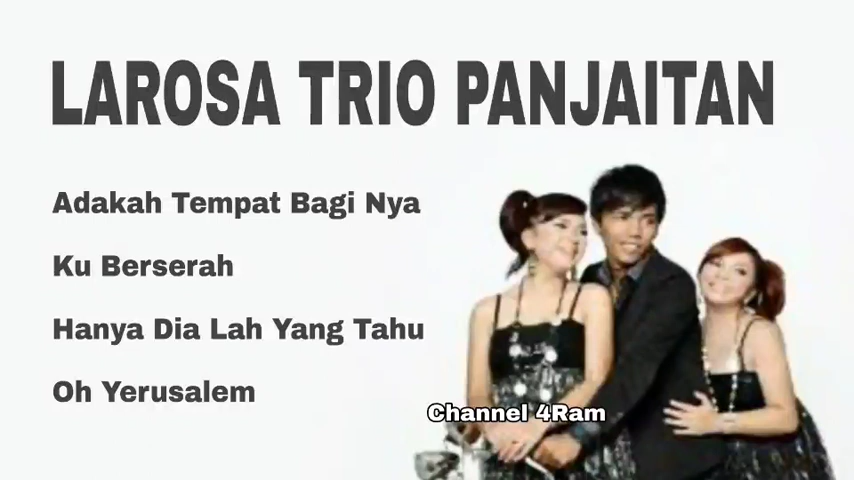 LAROSA TRIO PANJAITAN
Adakah Tempat Bagi Nya
Ku Berserah
Hanya Dia Lah Yang Tahu
Oh Yerusalem
Channel 4Ram